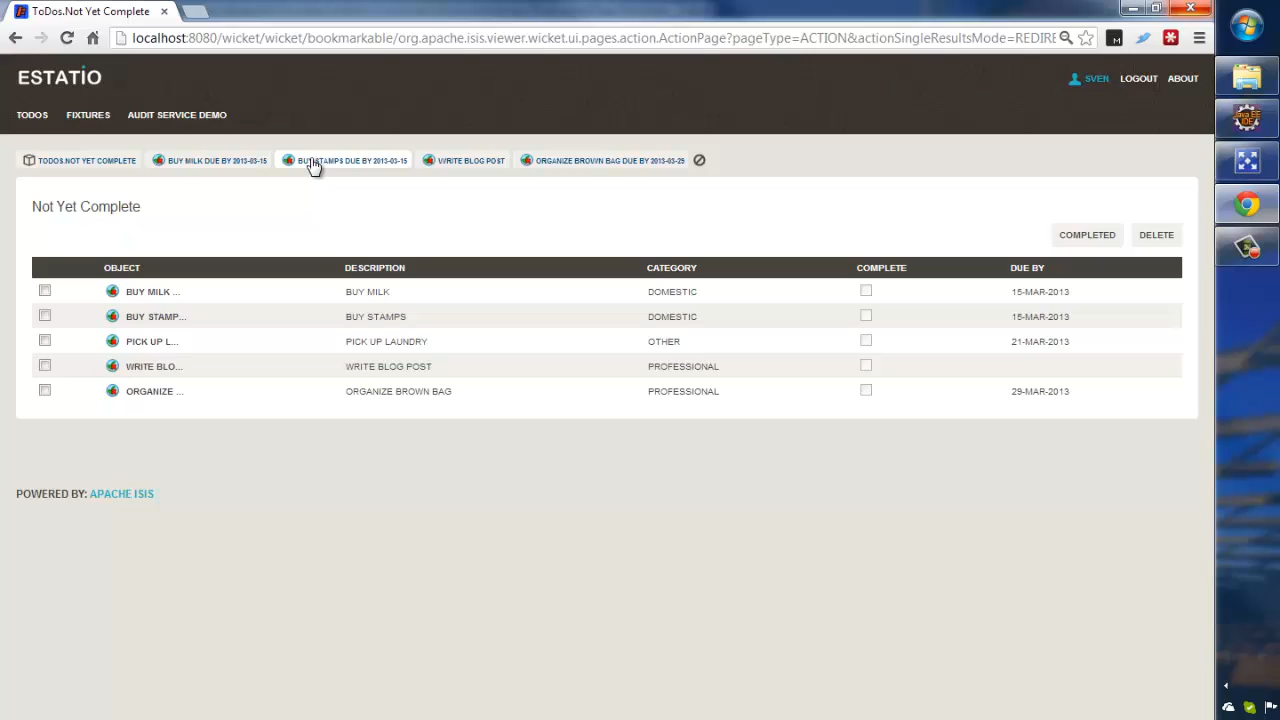 ToDos.Not Yet Complete
localhost:8080/wicket/wicket/bookmarkable/org.apache.isis.viewer.wicket.ui.pages.action.ActionPage?pageType=ACTION&actionSingleResultsMode=REDIRE
ESTATIO
SVEN LOGOUT ABOUT
TODOS FIXTURES AUDIT SERVICE DEMO
TODOS.NOT YET COMPLETE BUY MILK DUE BY 2013-03-15 BUY STAMPS DUE BY 2013-03-15 WRITE BLOG POST ORGANIZE BROWN BAG DUE BY 2013-03-29
Not Yet Complete
COMPLETED DELETE
OBJECT DESCRIPTION CATEGORY COMPLETE DUE BY
BUY MILK ... BUY MILK DOMESTIC 15-MAR-2013
BUY STAMP... BUY STAMPS DOMESTIC 15-MAR-2013
PICK UP L... PICK UP LAUNDRY OTHER 21-MAR-2013
WRITE BLO... WRITE BLOG POST PROFESSIONAL
ORGANIZE ... ORGANIZE BROWN BAG PROFESSIONAL 29-MAR-2013
POWERED BY: APACHE ISIS
Java EE
IDE